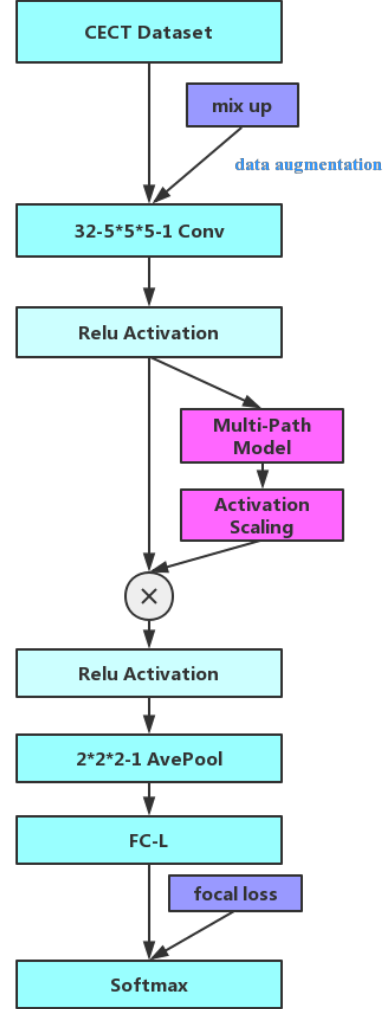 CECT Dataset
mix up
data augmentation
32-5*5*5-1 Conv
Relu Activation
Multi-Path
Model
Activation
Scaling
×
Relu Activation
2*2*2-1 AvePool
FC-L
focal loss
Softmax